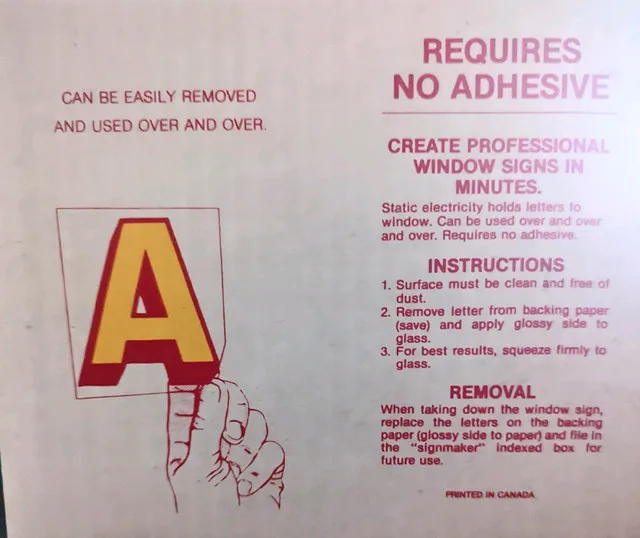 CAN BE EASILY REMOVED
AND USED OVER AND OVER.
A
REQUIRES
NO ADHESIVE
CREATE PROFESSIONAL
WINDOW SIGNS IN
MINUTES.
Static electricity holds letters to
window. Can be used over and over
and over. Requires no adhesive.
INSTRUCTIONS
1. Surface must be clean and free of
dust.
2. Remove letter from backing paper
(save) and apply glossy side to
glass.
3. For best results, squeeze firmly to
glass.
REMOVAL
When taking down the window sign,
replace the letters on the backing
paper (glossy side to paper) and file in
the "signmaker" indexed box for
future use.
PRINTED IN CANADA